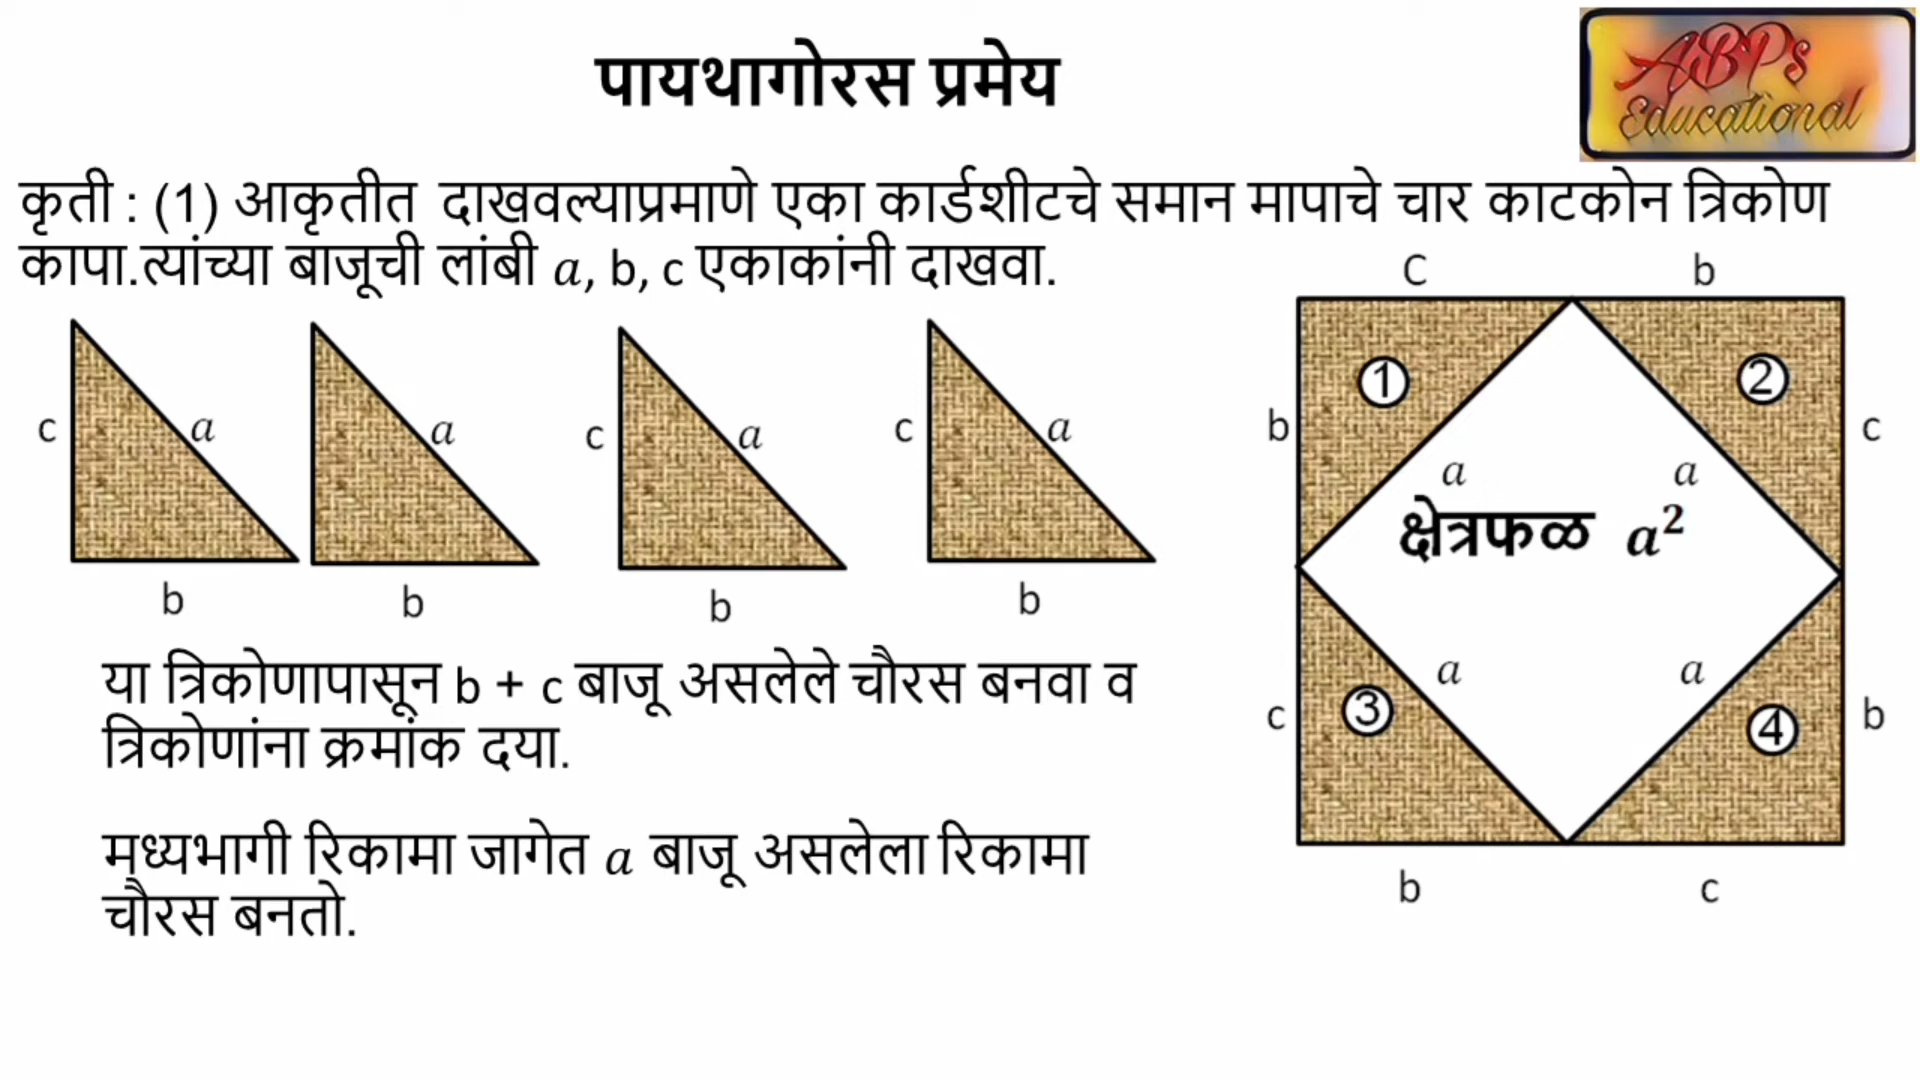 पायथागोरस प्रमेय
ABPs
Educational
कृती : (1) आकृतीत दाखवल्याप्रमाणे एका कार्डशीटचे समान मापाचे चार काटकोन त्रिकोण
कापा.त्यांच्या बाजूची लांबी a, b, c एकाकांनी दाखवा.
c a b
a b
c a b
c a b
C b
b c
1 2
a a
क्षेत्रफळ a²
a a
3 4
c b
b c
या त्रिकोणापासून b + c बाजू असलेले चौरस बनवा व
त्रिकोणांना क्रमांक दया.
मध्यभागी रिकामा जागेत a बाजू असलेला रिकामा
चौरस बनतो.